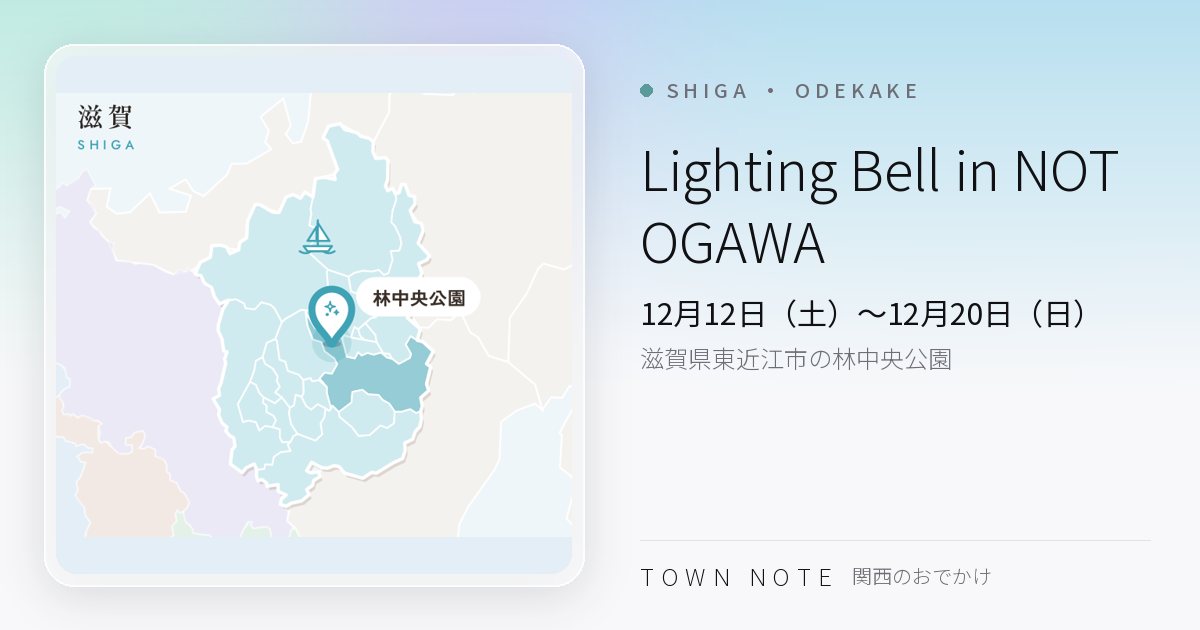 滋賀
SHIGA
林中央公園
SHIGA • ODEKAKE
Lighting Bell in NOT
OGAWA
12月12日（土）〜12月20日（日）
滋賀県東近江市の林中央公園
TOWN NOTE 関西のおでかけ